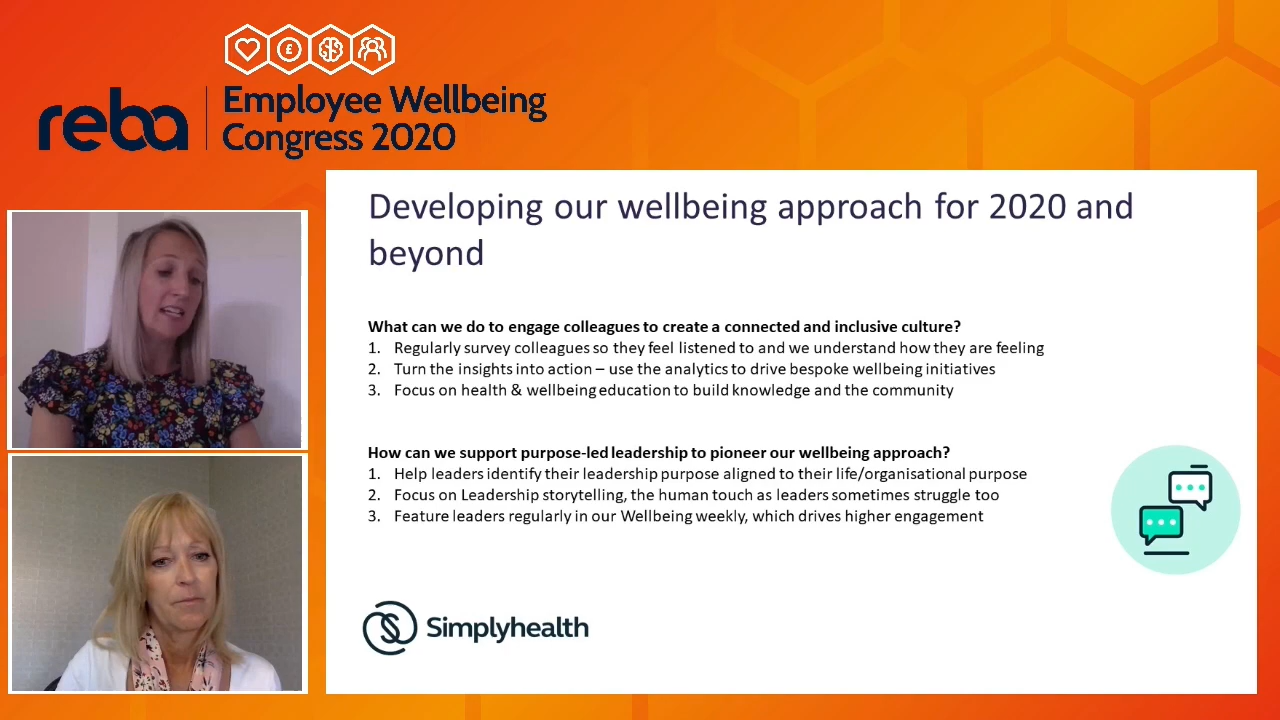 £
reba
Employee Wellbeing
Congress 2020
Developing our wellbeing approach for 2020 and
beyond
What can we do to engage colleagues to create a connected and inclusive culture?
1. Regularly survey colleagues so they feel listened to and we understand how they are feeling
2. Turn the insights into action – use the analytics to drive bespoke wellbeing initiatives
3. Focus on health & wellbeing education to build knowledge and the community
How can we support purpose-led leadership to pioneer our wellbeing approach?
1. Help leaders identify their leadership purpose aligned to their life/organisational purpose
2. Focus on Leadership storytelling, the human touch as leaders sometimes struggle too
3. Feature leaders regularly in our Wellbeing weekly, which drives higher engagement
Simplyhealth